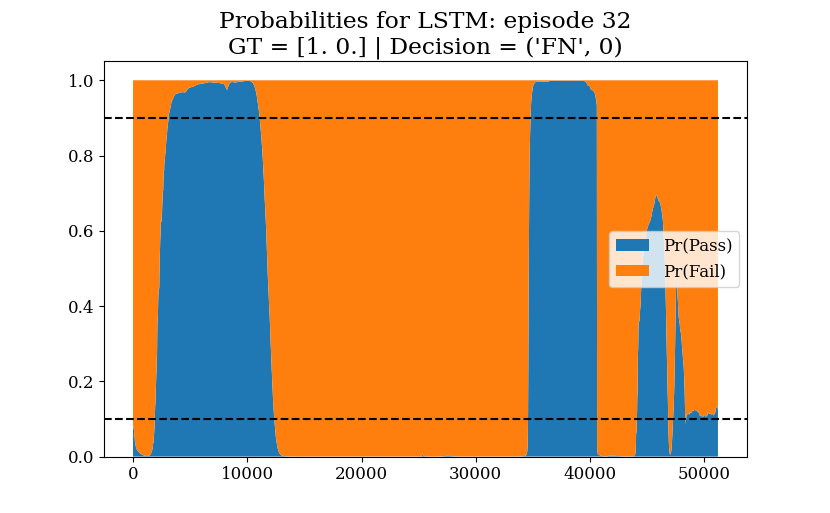 Probabilities for LSTM: episode 32
GT = [1. 0.] | Decision = ('FN', 0)
1.0
0.8
0.6
0.4
0.2
0.0
Pr(Pass)
Pr(Fail)
0 10000 20000 30000 40000 50000